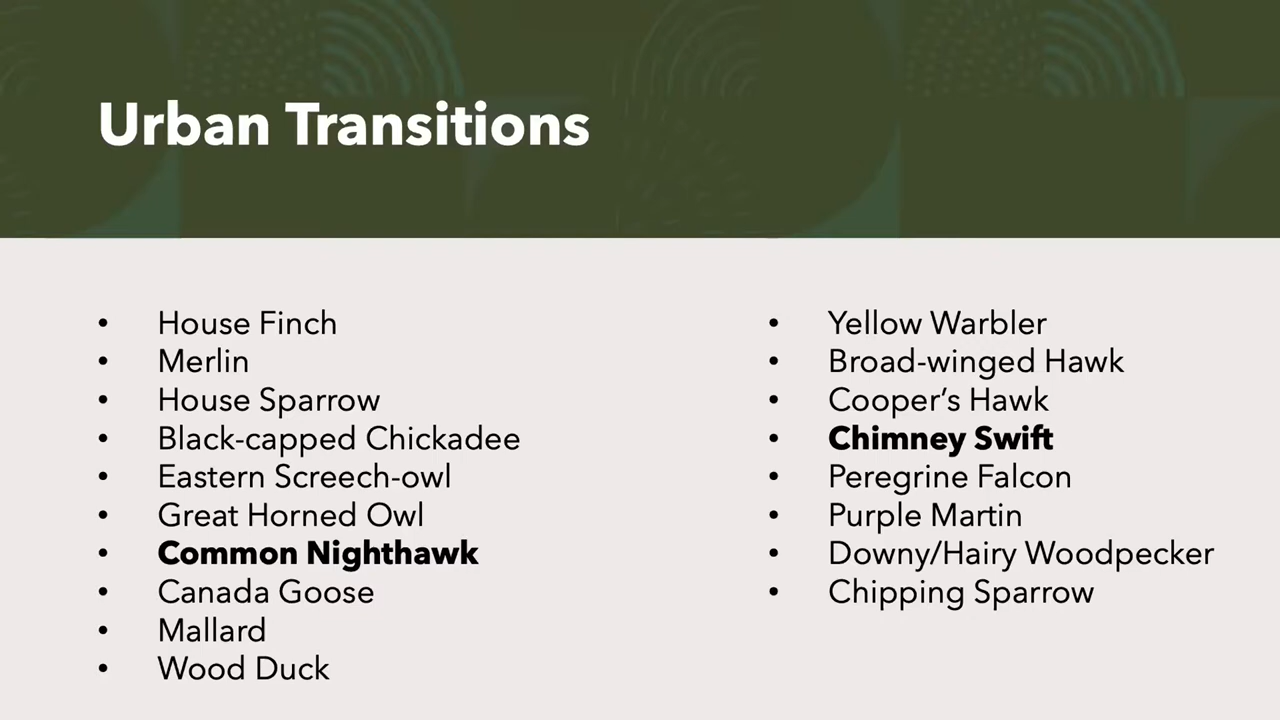 Urban Transitions
• House Finch
• Merlin
• House Sparrow
• Black-capped Chickadee
• Eastern Screech-owl
• Great Horned Owl
• Common Nighthawk
• Canada Goose
• Mallard
• Wood Duck
• Yellow Warbler
• Broad-winged Hawk
• Cooper’s Hawk
• Chimney Swift
• Peregrine Falcon
• Purple Martin
• Downy/Hairy Woodpecker
• Chipping Sparrow